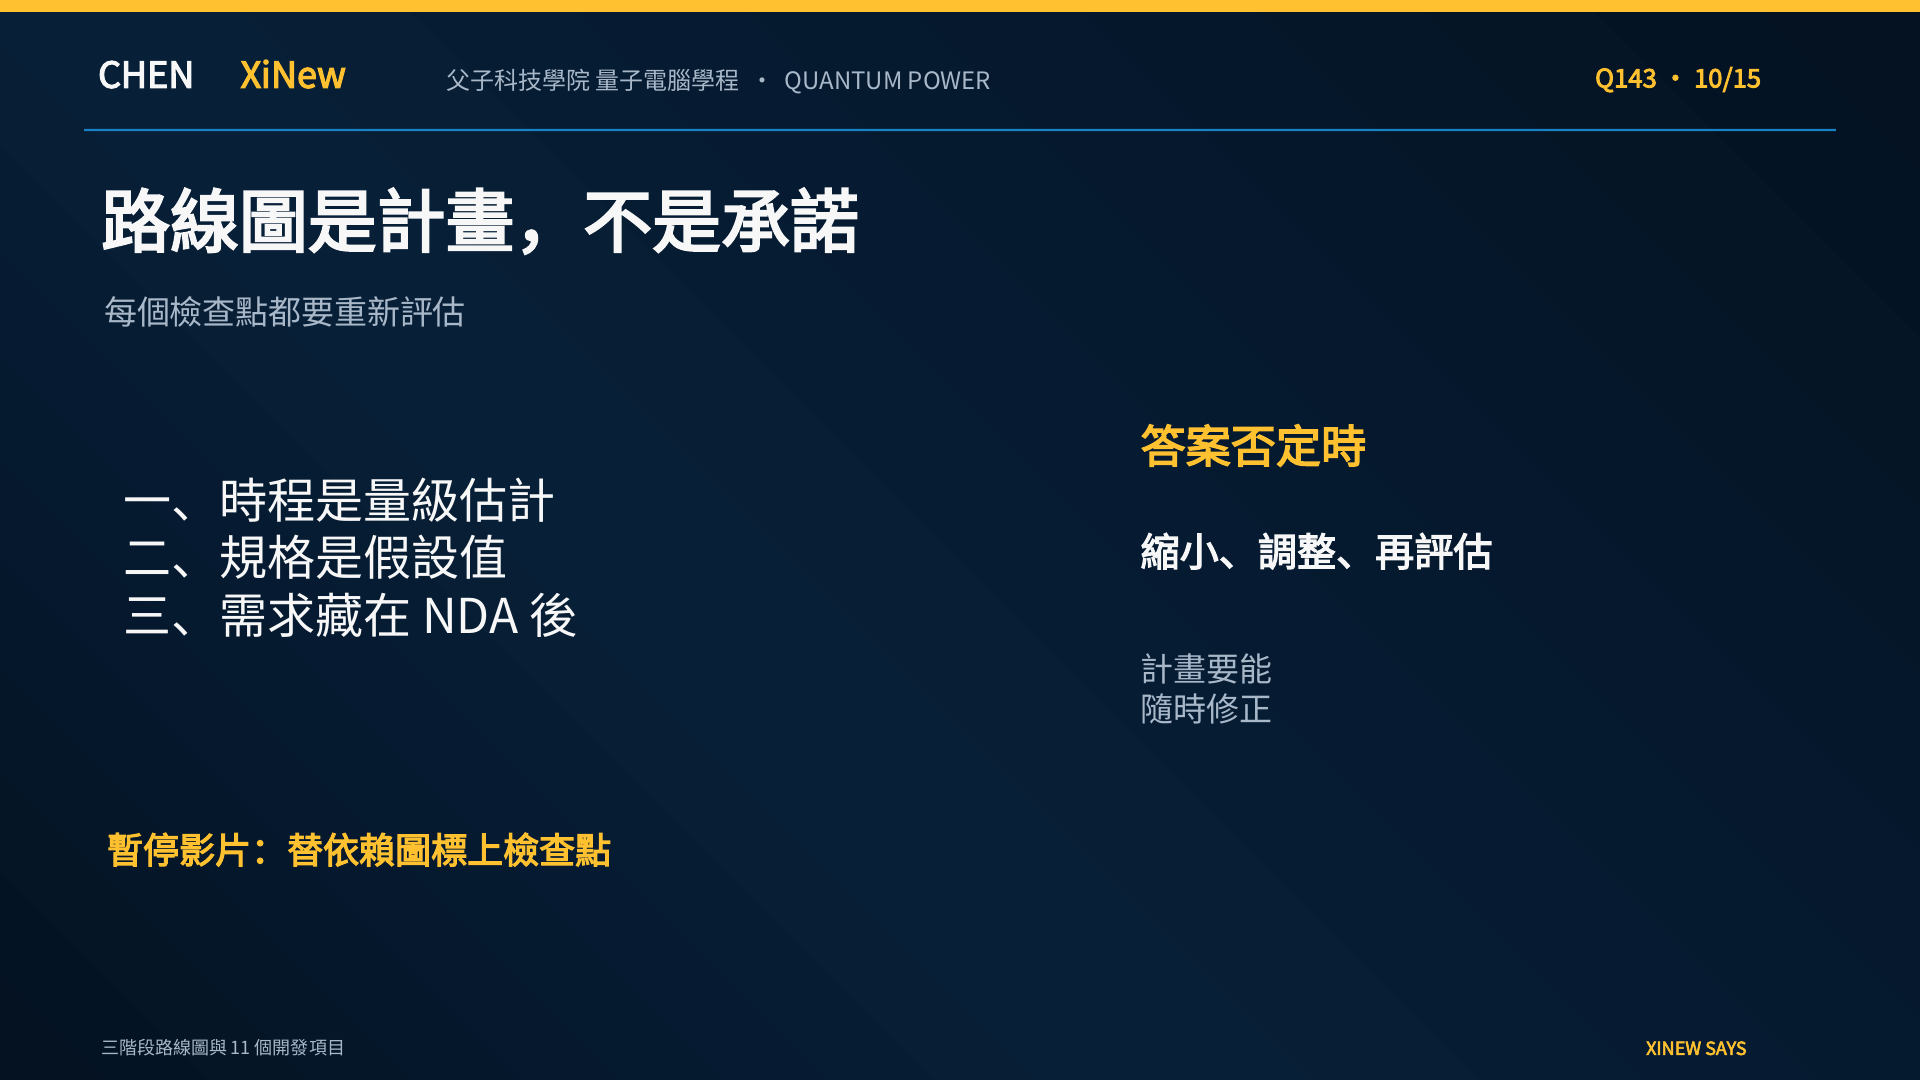 CHEN XiNew 父子科技學院 量子電腦學程 • QUANTUM POWER Q143 • 10/15
路線圖是計畫，不是承諾
每個檢查點都要重新評估
一、時程是量級估計
二、規格是假設值
三、需求藏在 NDA 後
答案否定時
縮小、調整、再評估
計畫要能
隨時修正
暫停影片：替依賴圖標上檢查點
三階段路線圖與 11 個開發項目
XINEW SAYS